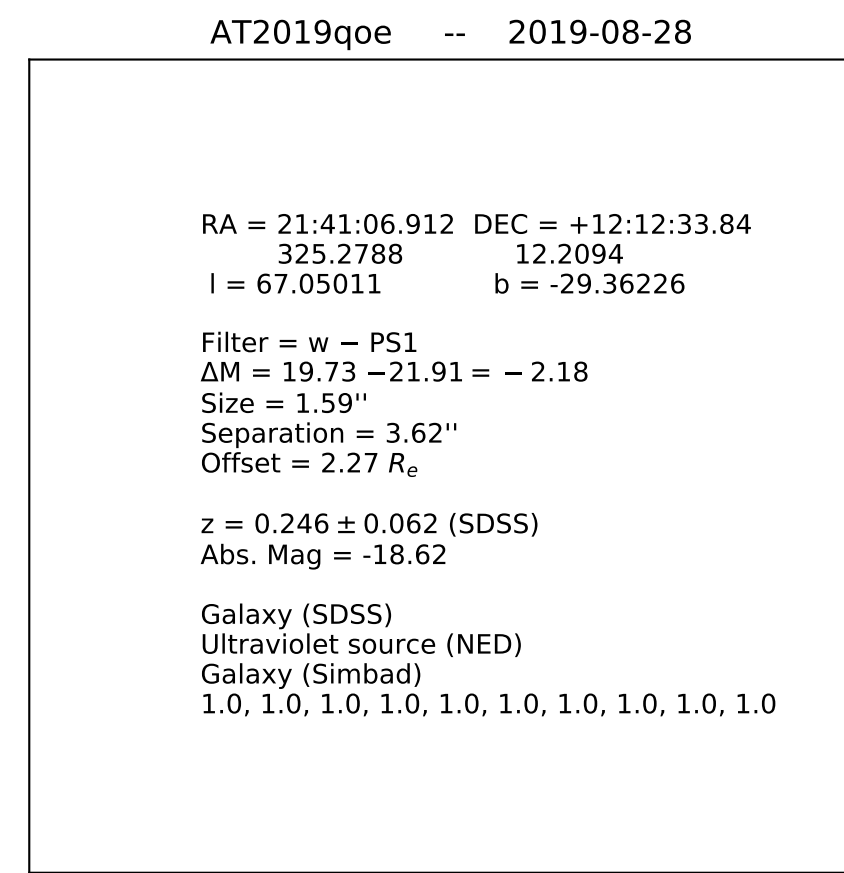 AT2019qoe -- 2019-08-28
RA = 21:41:06.912 DEC = +12:12:33.84
325.2788 12.2094
l = 67.05011 b = -29.36226
Filter = w − PS1
ΔM = 19.73 −21.91 = − 2.18
Size = 1.59''
Separation = 3.62''
Offset = 2.27 Rₑ
z = 0.246 ± 0.062 (SDSS)
Abs. Mag = -18.62
Galaxy (SDSS)
Ultraviolet source (NED)
Galaxy (Simbad)
1.0, 1.0, 1.0, 1.0, 1.0, 1.0, 1.0, 1.0, 1.0, 1.0